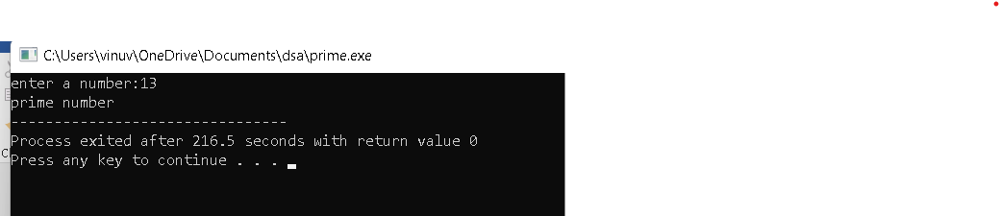 C:\Users\vinuv\OneDrive\Documents\dsa\prime.exe
enter a number:13
prime number
--------------------------------
Process exited after 216.5 seconds with return value 0
Press any key to continue . . .